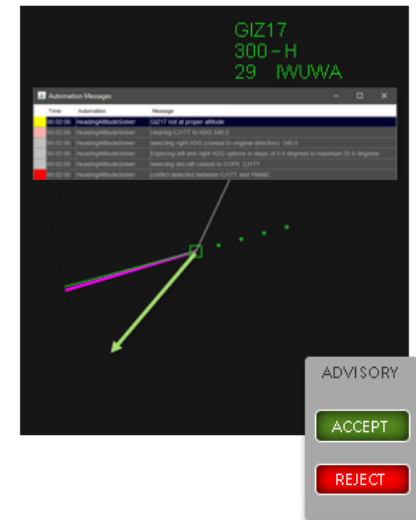 GIZ17
300-H
29 IWUWA
Automation Messages
Time Automation Message
00:02:00 HeadingAltitudeSolver GIZ17 not at proper altitude
00:02:00 HeadingAltitudeSolver clearing CJ17T to HDG 345.0
00:02:00 HeadingAltitudeSolver selecting right HDG (closest to original direction): 345.0
00:02:00 HeadingAltitudeSolver Exploring left and right HDG options in steps of 5.0 degrees to maximum 20.0 degrees
00:02:00 HeadingAltitudeSolver selecting aircraft closest to COPX: CJ17T
00:02:00 HeadingAltitudeSolver conflict detected between CJ17T and
ADVISORY
ACCEPT
REJECT